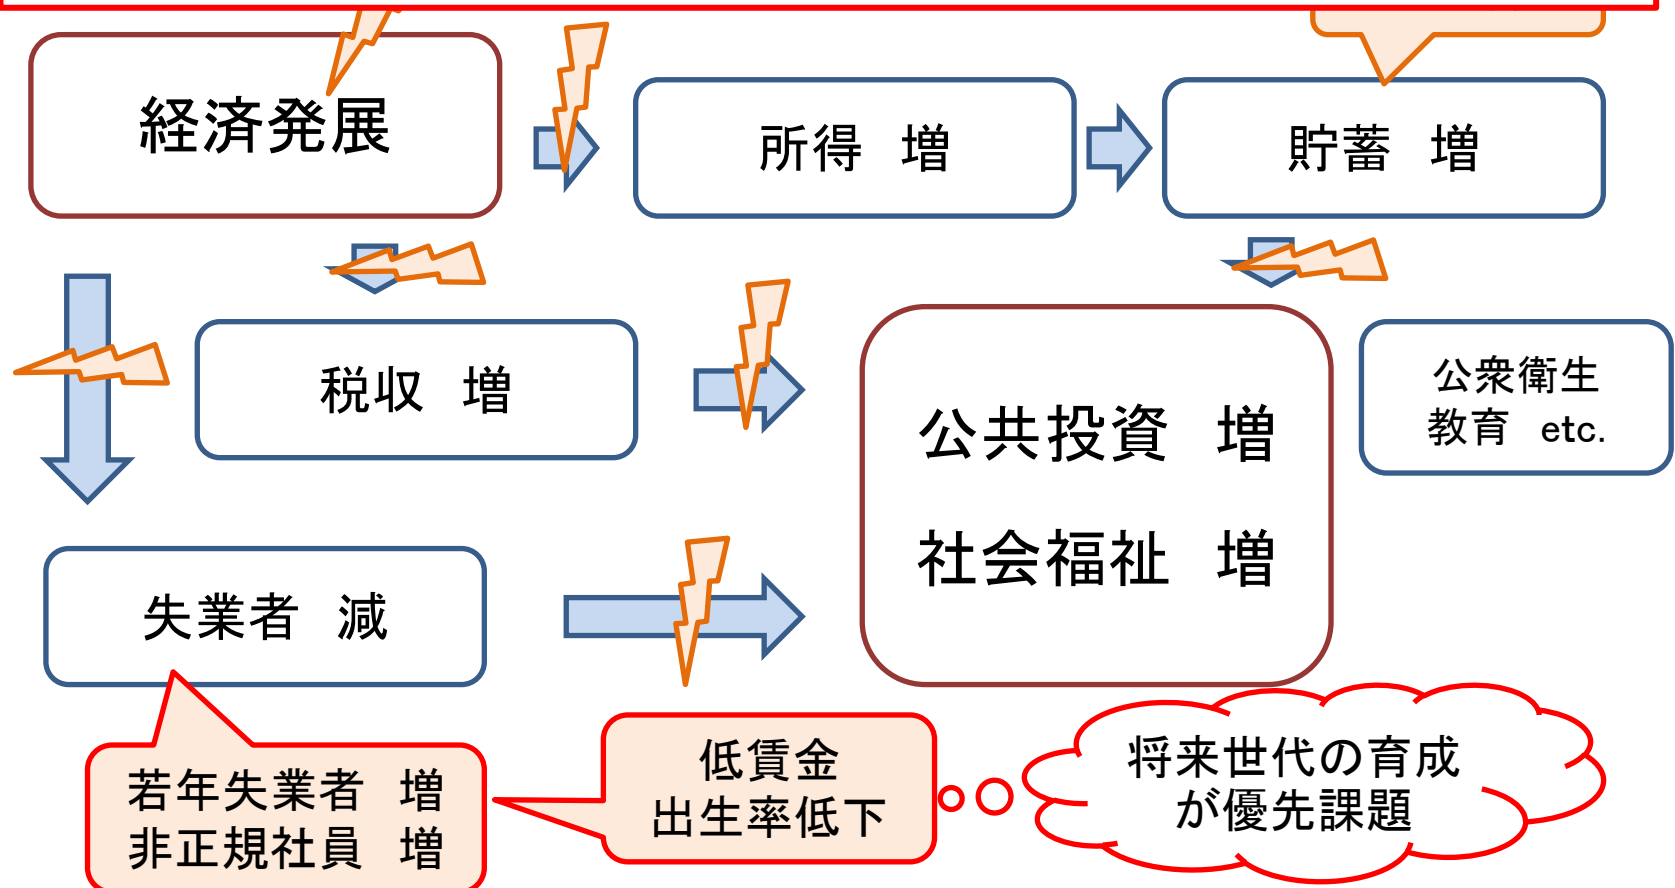 経済発展
所得　増
貯蓄　増
税収　増
公共投資　増
社会福祉　増
公衆衛生
教育　etc.
失業者　減
若年失業者　増
非正規社員　増
低賃金
出生率低下
将来世代の育成
が優先課題